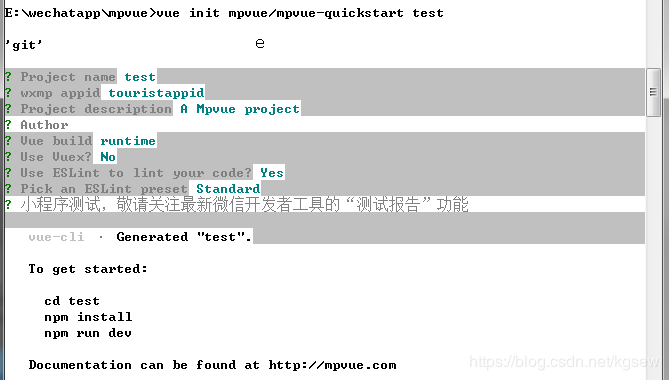 E:\wechatapp\mpvue>vue init mpvue/mpvue-quickstart test
'git'
e
? Project name test
? wxmp appid touristappid
? Project description A Mpvue project
? Author
? Vue build runtime
? Use Vuex? No
? Use ESLint to lint your code? Yes
? Pick an ESLint preset Standard
? 小程序测试，敬请关注最新微信开发者工具的“测试报告”功能
vue-cli · Generated "test".
To get started:
cd test
npm install
npm run dev
Documentation can be found at http://mpvue.com
https://blog.csdn.net/kgsew